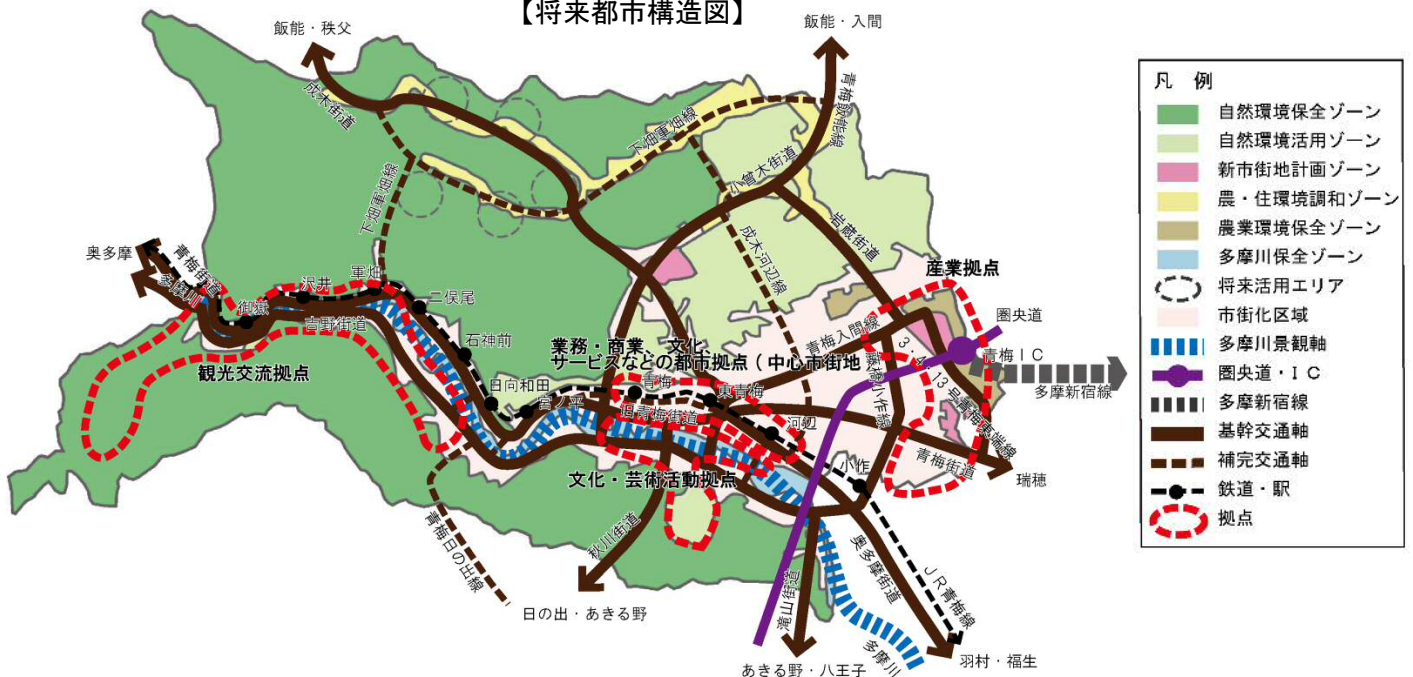 【将来都市構造図】
飯能・秩父
飯能・入間
成木街道
青梅飯能線
下畑軍畑線
小曾木街道
下畑軍畑線
成木河辺線
岩蔵街道
産業拠点
圏央道
奥多摩
青梅街道
多摩川
御嶽
沢井
軍畑
二俣尾
吉野街道
石神前
観光交流拠点
日向和田
宮ノ平
業務・商業、文化、
サービスなどの都市拠点(中心市街地)
青梅
東青梅
旧青梅街道
河辺
青梅入間線
3・4・13号青梅東端線
青梅IC
多摩新宿線
小作
青梅街道
瑞穂
文化・芸術活動拠点
秋川街道
青梅日の出線
日の出・あきる野
滝山街道
奥多摩街道
JR青梅線
あきる野・八王子
多摩川
羽村・福生
凡 例
自然環境保全ゾーン
自然環境活用ゾーン
新市街地計画ゾーン
農・住環境調和ゾーン
農業環境保全ゾーン
多摩川保全ゾーン
将来活用エリア
市街化区域
多摩川景観軸
圏央道・IC
多摩新宿線
基幹交通軸
補完交通軸
鉄道・駅
拠点